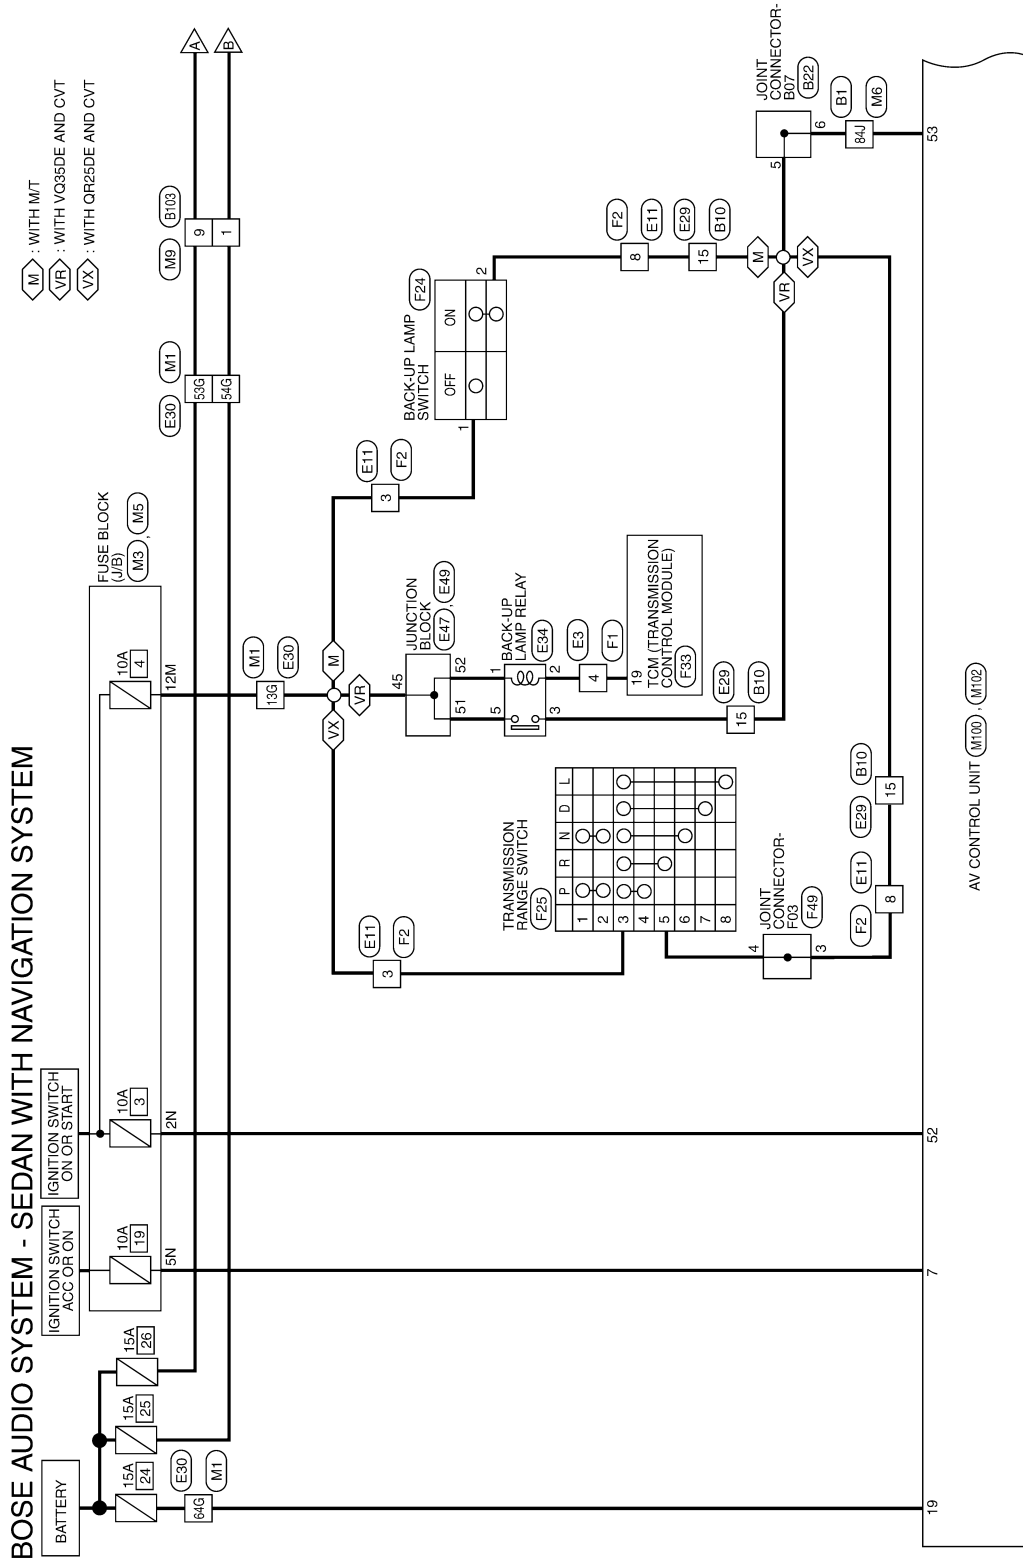 BOSE AUDIO SYSTEM - SEDAN WITH NAVIGATION SYSTEM
M : WITH M/T
VR : WITH VQ35DE AND CVT
VX : WITH QR25DE AND CVT
BATTERY
IGNITION SWITCH
ACC OR ON
IGNITION SWITCH
ON OR START
FUSE BLOCK
(J/B)
M3 , M5
15A
24
15A
25
15A
26
10A
19
10A
3
10A
4
5N
2N
12M
E30
M1
64G
E30
M1
53G
54G
M9
B103
9
1
A
B
M1
E30
13G
VX
M
VR
E11
F2
3
E11
F2
3
JUNCTION
BLOCK
E47 , E49
45
51
52
BACK-UP
LAMP RELAY
E34
5
1
3
2
E3
F1
4
19
TCM (TRANSMISSION
CONTROL MODULE)
F33
E29
B10
15
BACK-UP LAMP
SWITCH
F24
OFF
ON
1
2
F2
E11
8
E29
B10
15
M
VR
VX
JOINT
CONNECTOR-
B07
B22
5
6
B1
M6
84J
TRANSMISSION
RANGE SWITCH
F25
P R N D L
1
2
3
4
5
6
7
8
JOINT
CONNECTOR-
F03
F49
4
3
F2
E11
8
E29
B10
15
19
7
52
53
AV CONTROL UNIT M100 , M102